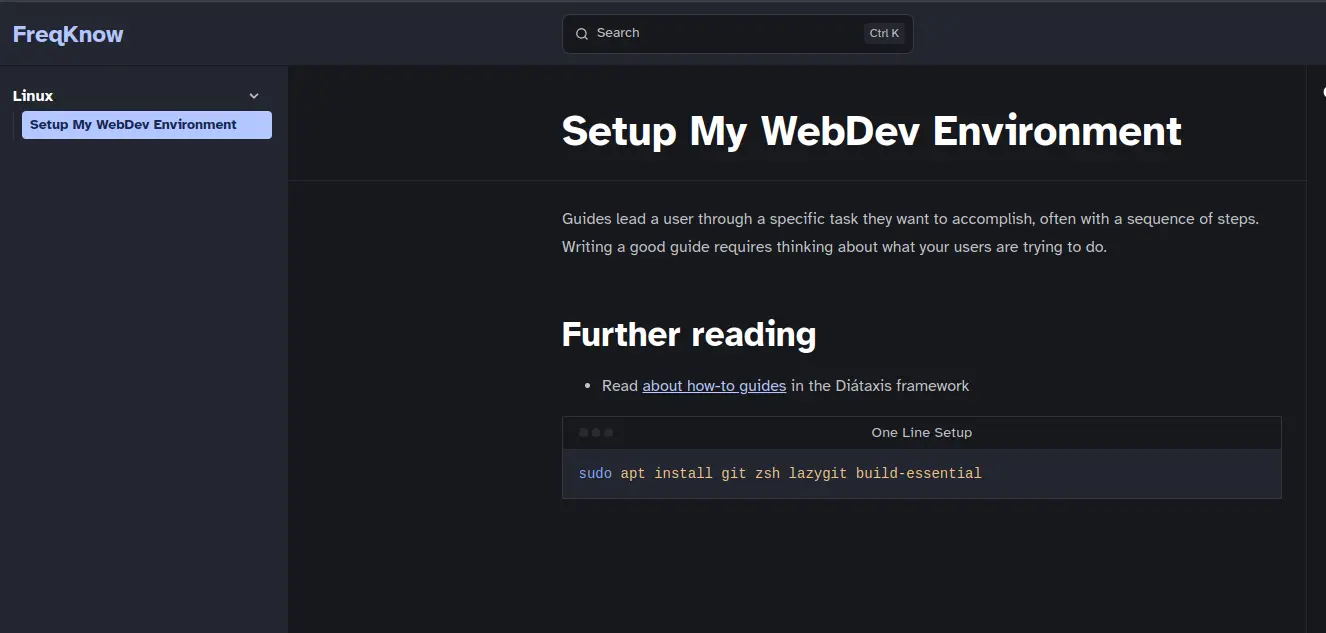 FreqKnow
Search
Ctrl K
Linux
Setup My WebDev Environment
Setup My WebDev Environment
Guides lead a user through a specific task they want to accomplish, often with a sequence of steps.
Writing a good guide requires thinking about what your users are trying to do.
Further reading
Read about how-to guides in the Diátaxis framework
One Line Setup
sudo apt install git zsh lazygit build-essential